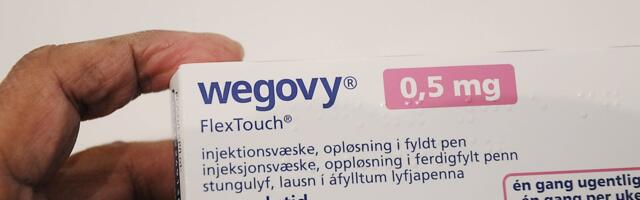 wegovy® 0,5 mg
FlexTouch®
injektionsvæske, opløsning i fyldt pen
injeksjonsvæske, oppløsning i ferdigfylt penn
stungulyf, lausn í áfylltum lyfjapenna
én gang ugentlig
én gang per uke